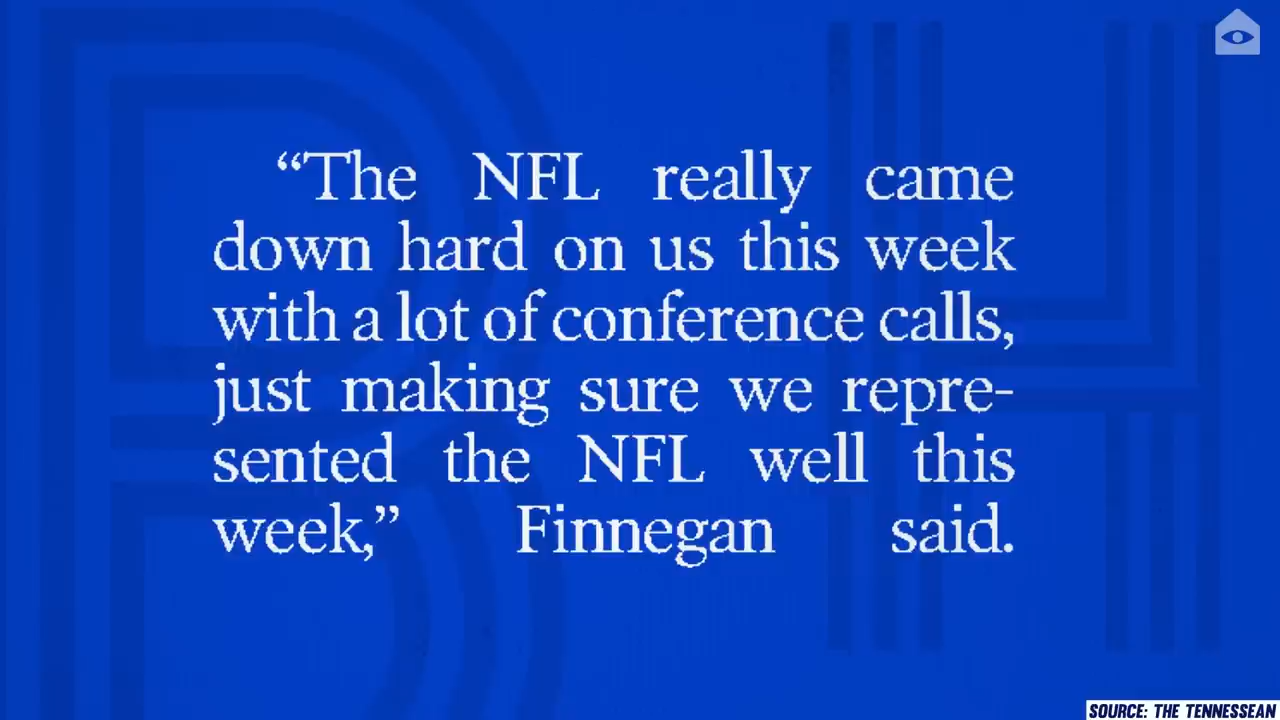 “The NFL really came
down hard on us this week
with a lot of conference calls,
just making sure we repre-
sented the NFL well this
week,” Finnegan said.
SOURCE: THE TENNESSEAN